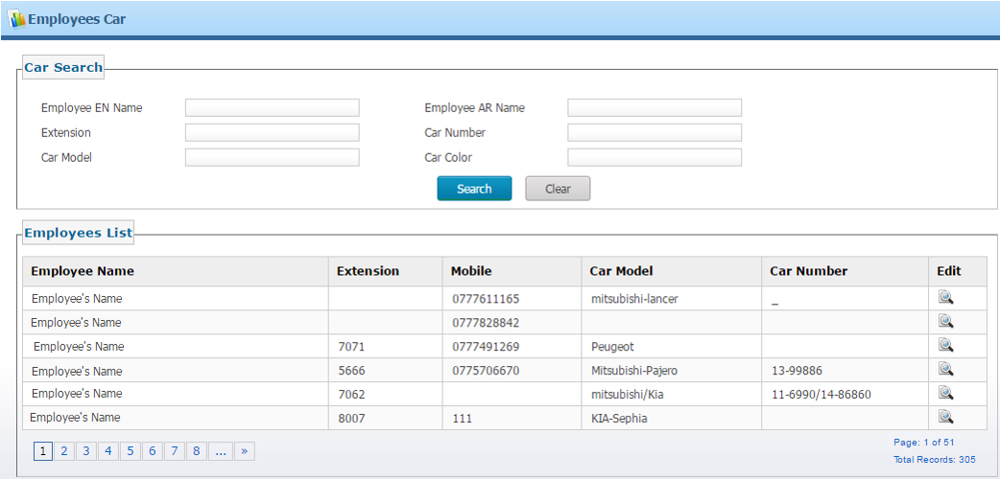 Employees Car
Car Search
Employee EN Name Employee AR Name
Extension Car Number
Car Model Car Color
Search Clear
Employees List
Employee Name Extension Mobile Car Model Car Number Edit
Employee's Name 0777611165 mitsubishi-lancer _
Employee's Name 0777828842
Employee's Name 7071 0777491269 Peugeot
Employee's Name 5666 0775706670 Mitsubishi-Pajero 13-99886
Employee's Name 7062 mitsubishi/Kia 11-6990/14-86860
Employee's Name 8007 111 KIA-Sephia
1 2 3 4 5 6 7 8 ... »
Page: 1 of 51
Total Records: 305